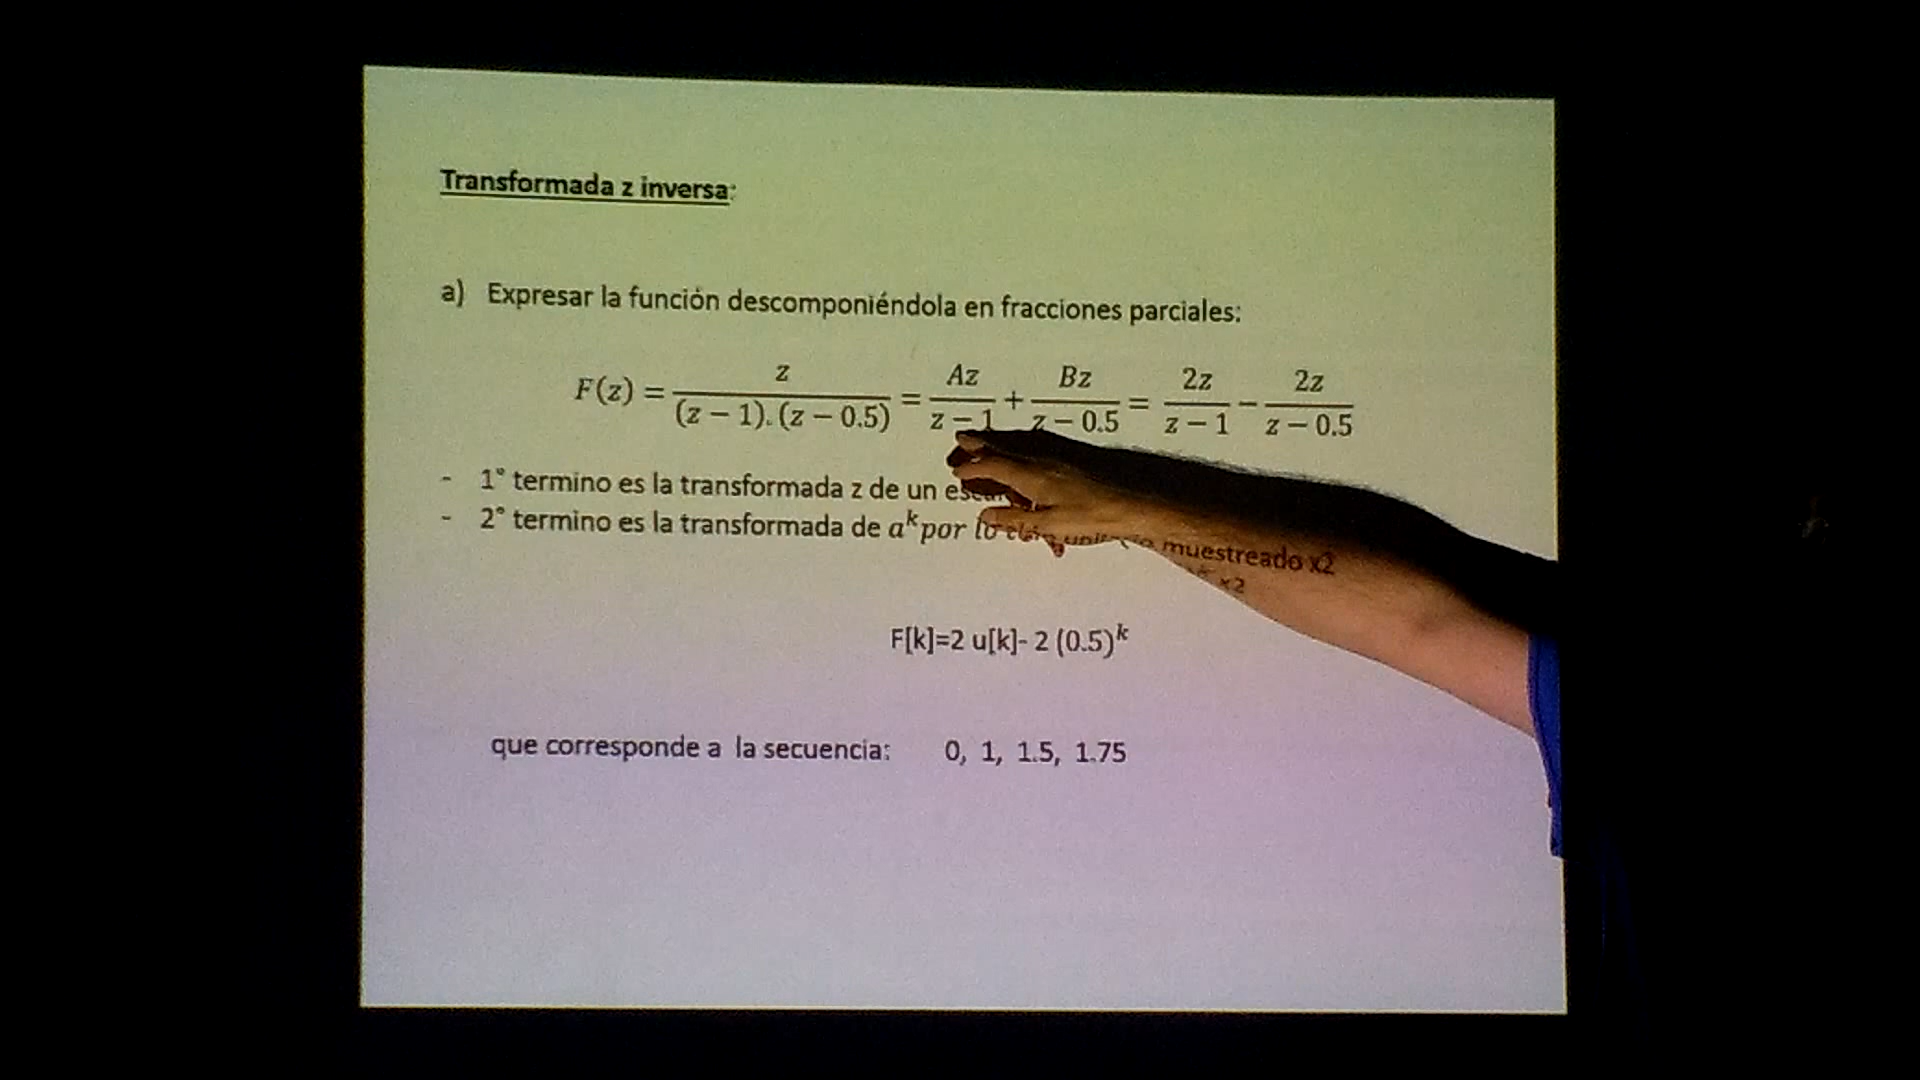 Transformada z inversa:
a) Expresar la función descomponiéndola en fracciones parciales:
F(z) = z / (z − 1).(z − 0.5) = Az / z − 1 + Bz / z − 0.5 = 2z / z − 1 − 2z / z − 0.5
- 1° termino es la transformada z de un muestreado x2
- 2° termino es la transformada de a^k por lo x2
F[k]=2 u[k]- 2 (0.5)^k
que corresponde a la secuencia: 0, 1, 1.5, 1.75